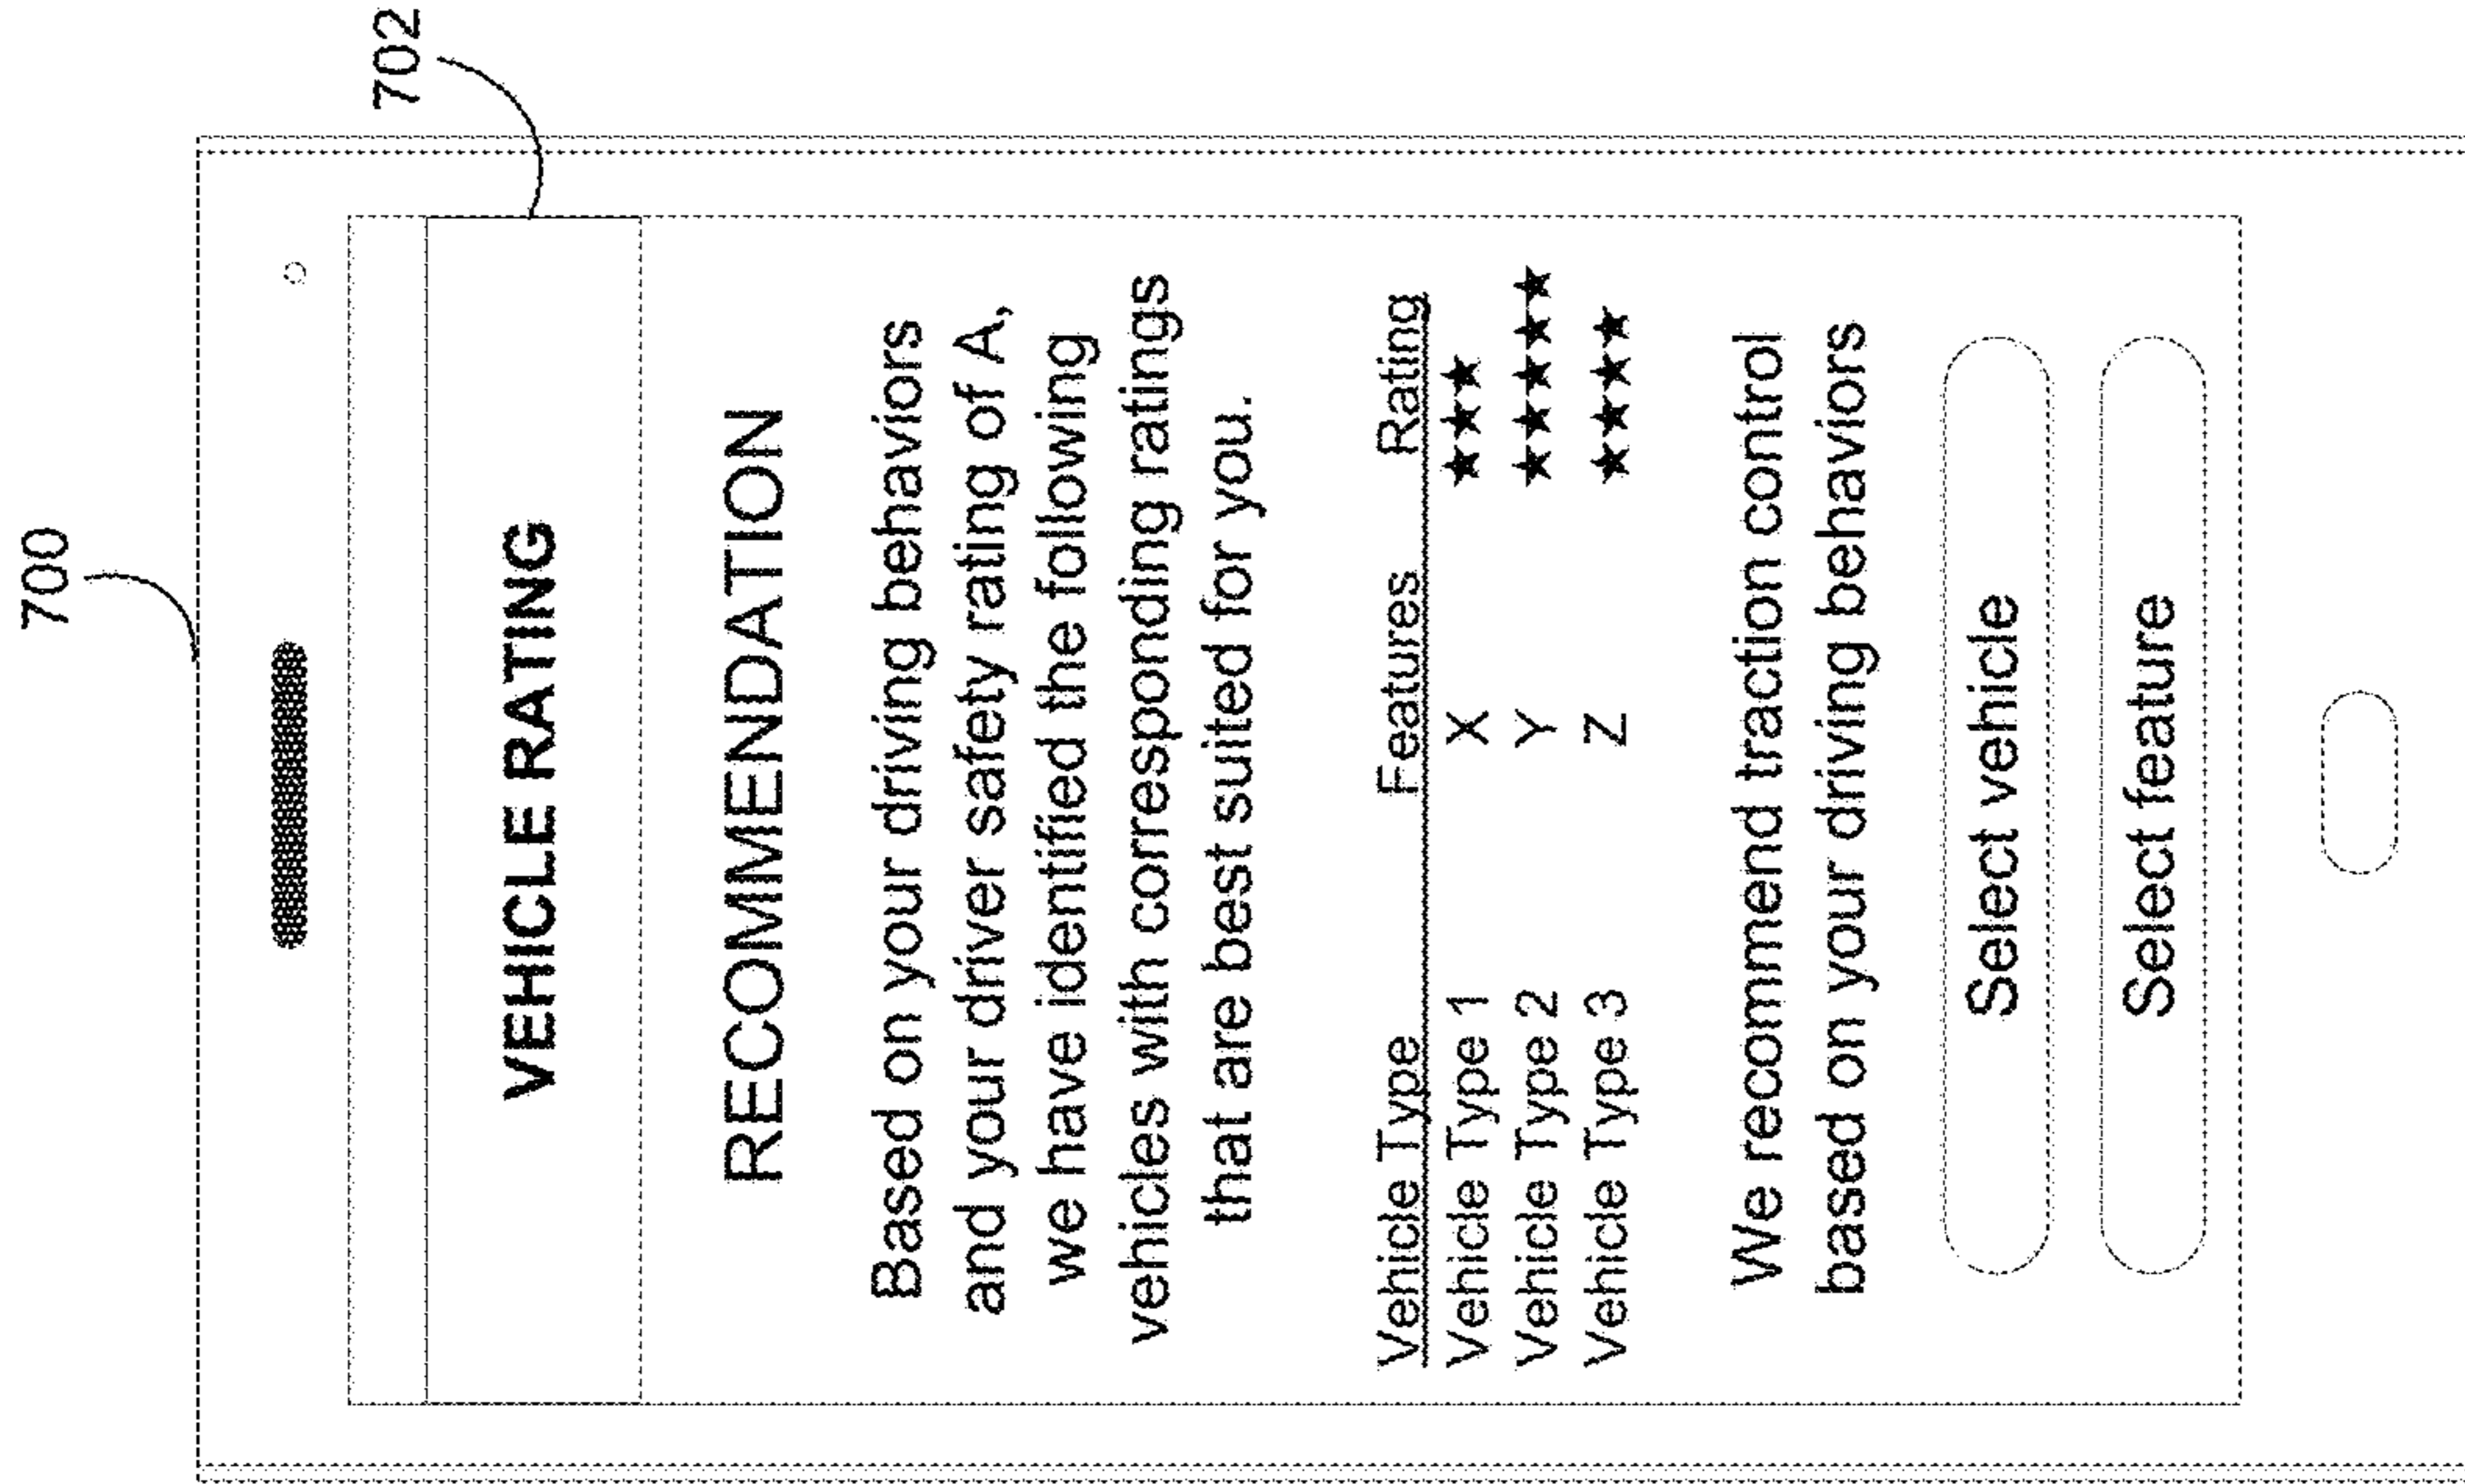 700
702
VEHICLE RATING
RECOMMENDATION
Based on your driving behaviors
and your driver safety rating of A,
we have identified the following
vehicles with corresponding ratings
that are best suited for you.
Vehicle Type Features Rating
Vehicle Type 1 X ★★★
Vehicle Type 2 Y ★★★★★
Vehicle Type 3 Z ★★★★
We recommend traction control
based on your driving behaviors
Select vehicle
Select feature